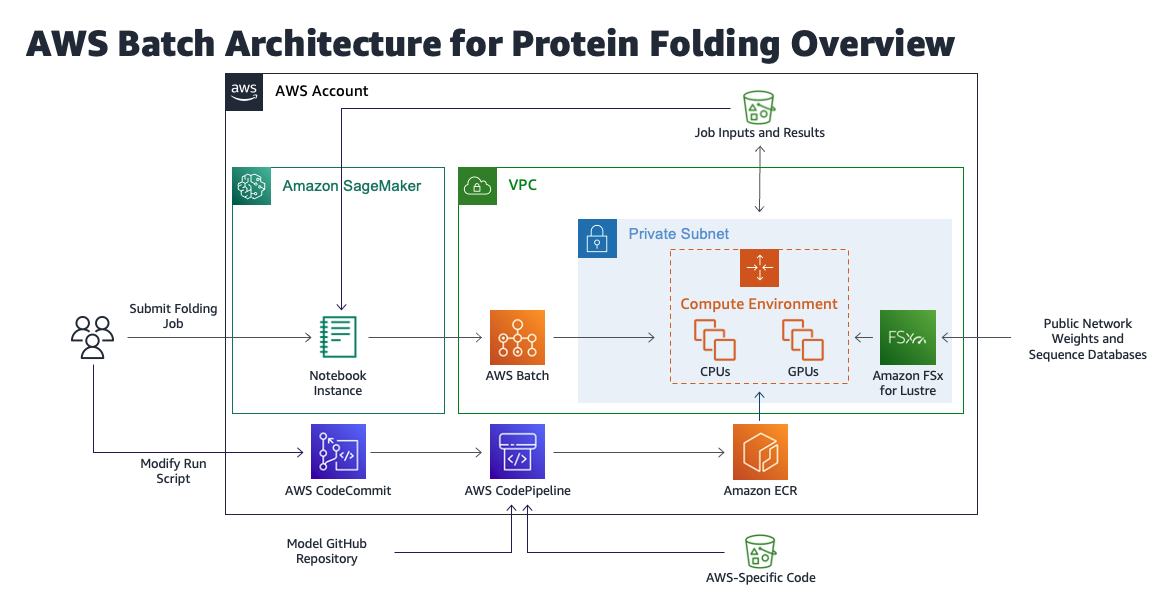 AWS Batch Architecture for Protein Folding Overview
aws
AWS Account
Job Inputs and Results
Amazon SageMaker
VPC
Private Subnet
Compute Environment
Submit Folding
Job
Notebook
Instance
AWS Batch
CPUs
GPUs
FSx
Amazon FSx
for Lustre
Public Network
Weights and
Sequence Databases
Modify Run
Script
AWS CodeCommit
AWS CodePipeline
Amazon ECR
Model GitHub
Repository
AWS-Specific Code